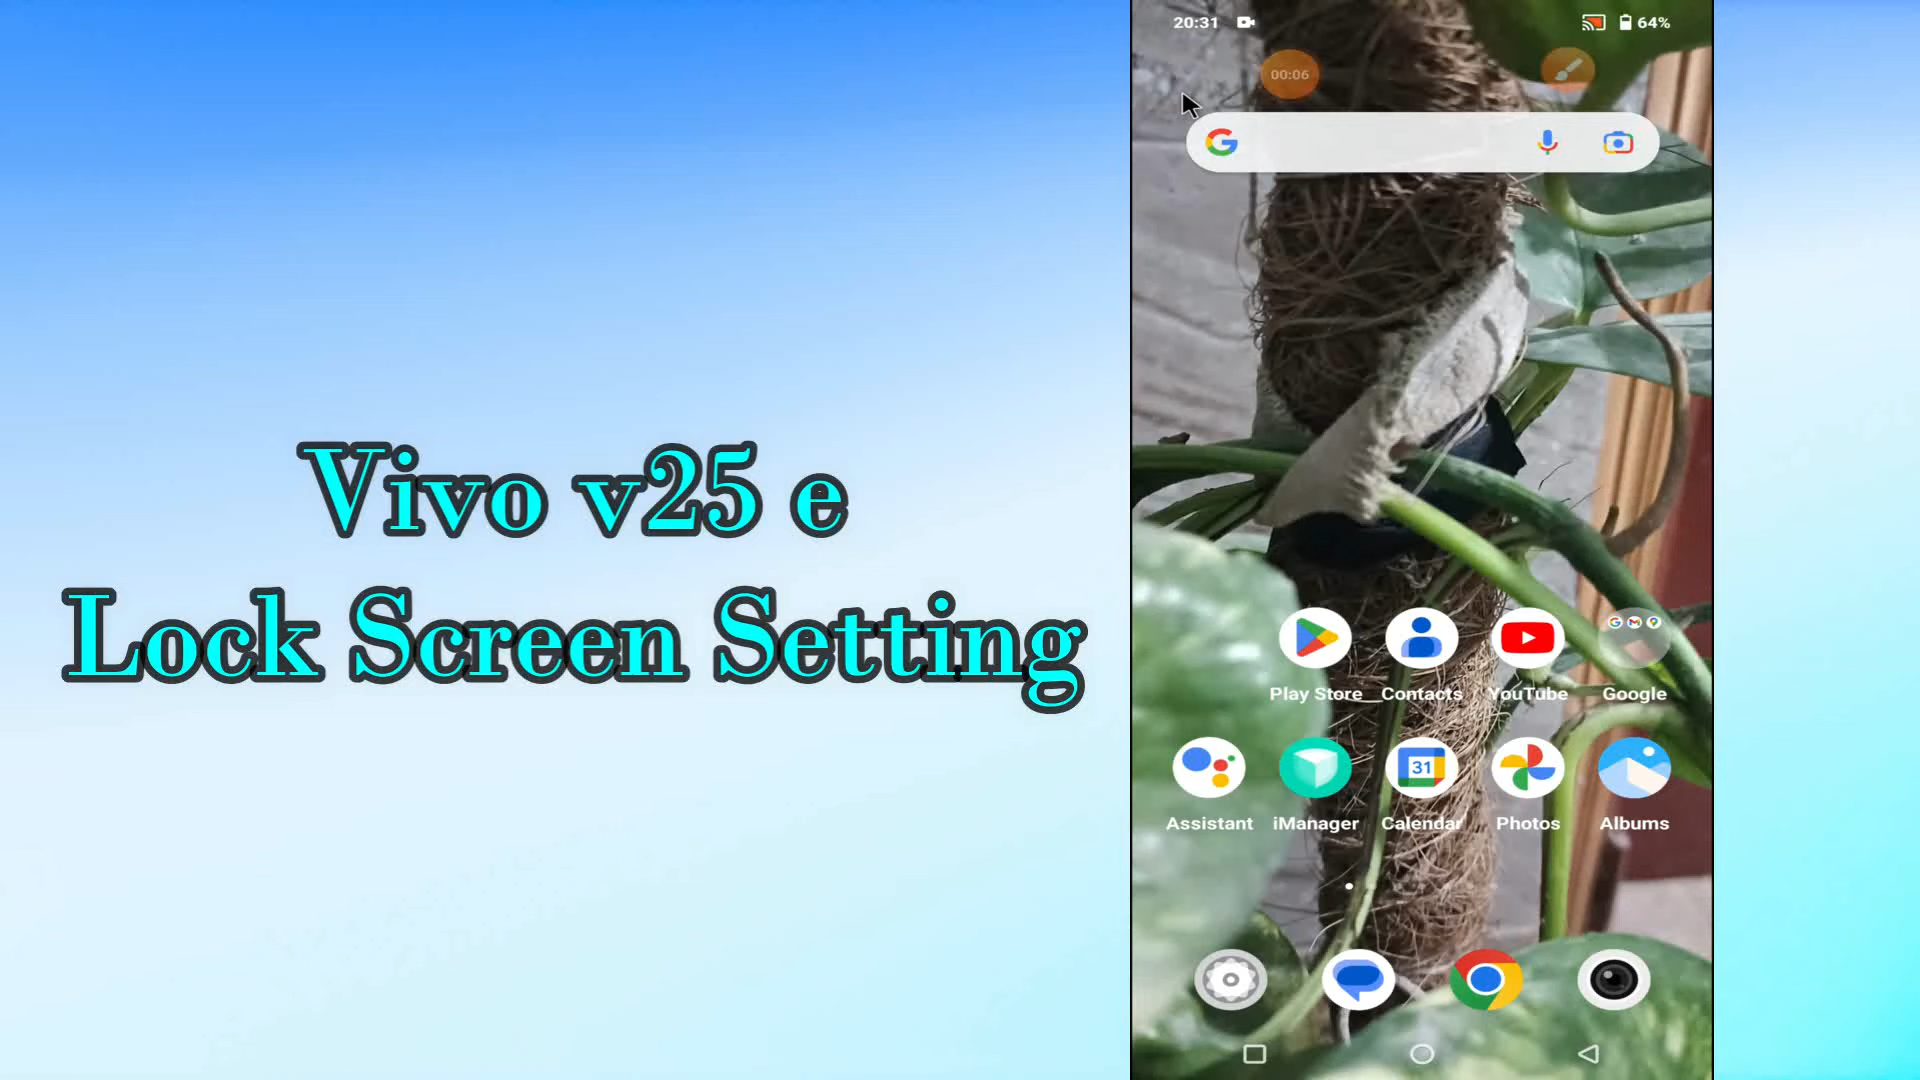 20:31
64%
00:06
Vivo v25 e
Lock Screen Setting
Play Store
Contacts
YouTube
Google
Assistant
iManager
31
Calendar
Photos
Albums